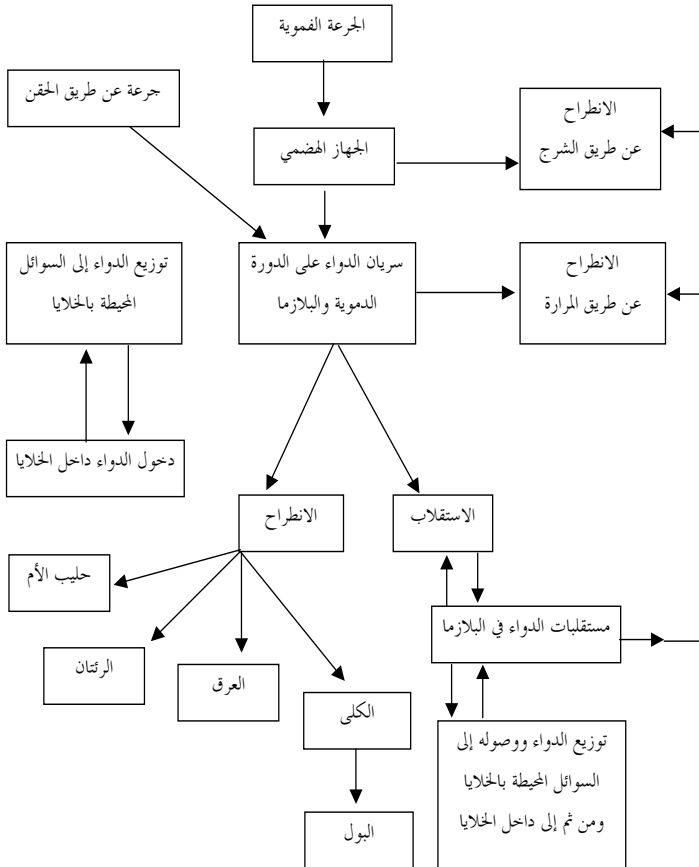 الجرعة الفموية
جرعة عن طريق الحقن
الانطراح
عن طريق الشرج
الجهاز الهضمي
توزيع الدواء إلى السوائل
المحيطة بالخلايا
سريان الدواء على الدورة
الدموية والبلازما
الانطراح
عن طريق المرارة
دخول الدواء داخل الخلايا
الانطراح
الاستقلاب
حليب الأم
مستقلبات الدواء في البلازما
الرئتان
العرق
الكلى
توزيع الدواء ووصوله إلى
السوائل المحيطة بالخلايا
ومن ثم إلى داخل الخلايا
البول